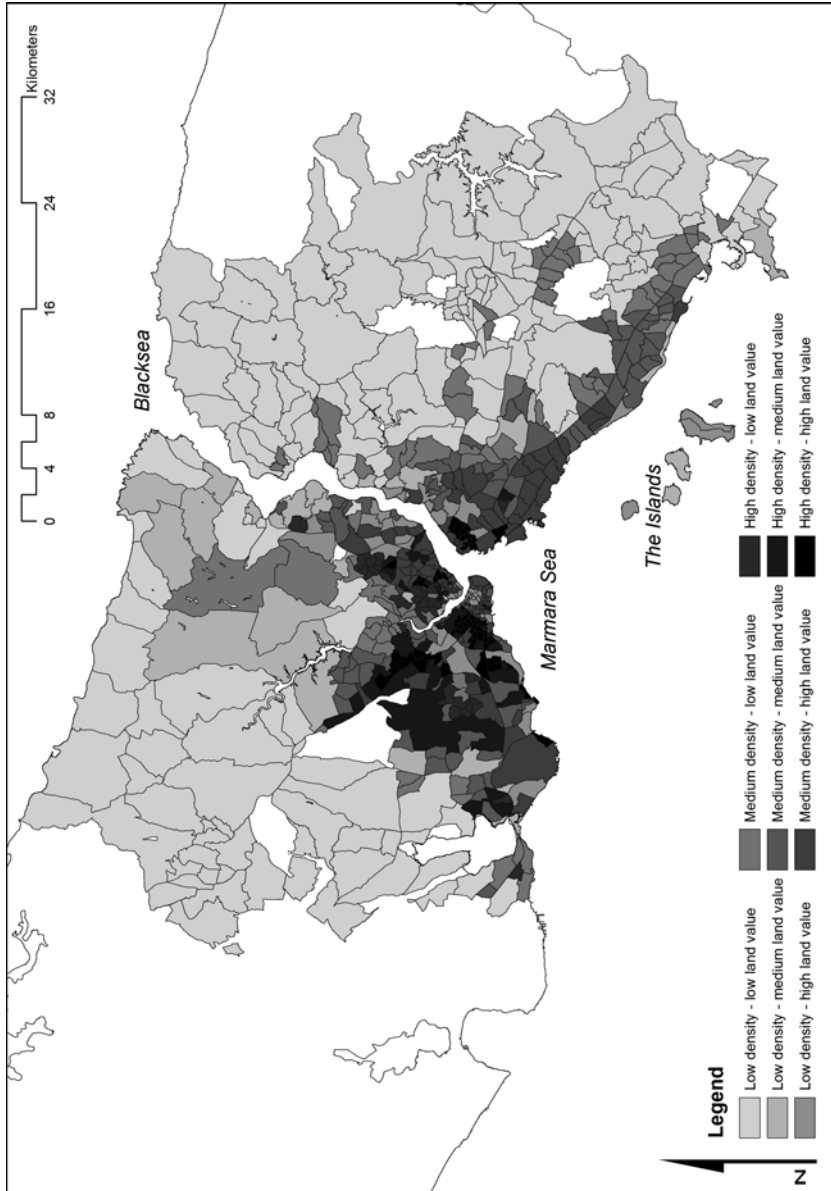 0 4 8 16 24 32
Kilometers
Blacksea
Marmara Sea
The Islands
Legend
Low density - low land value
Low density - medium land value
Low density - high land value
Medium density - low land value
Medium density - medium land value
Medium density - high land value
High density - low land value
High density - medium land value
High density - high land value
N